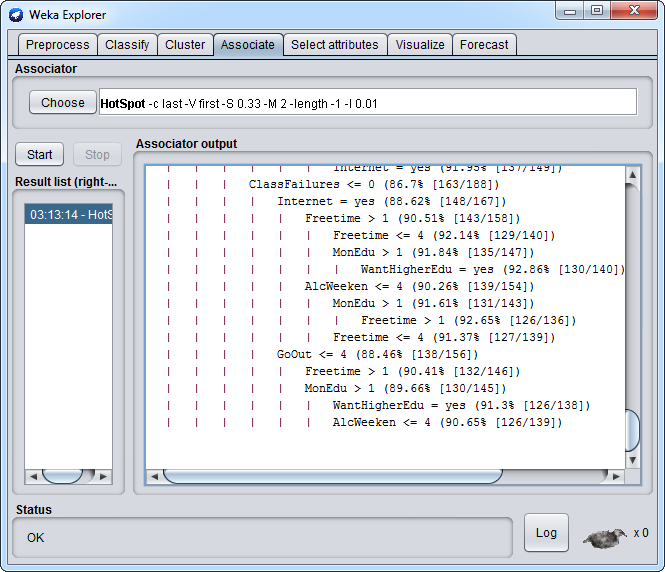 Weka Explorer
Preprocess Classify Cluster Associate Select attributes Visualize Forecast
Associator
Choose HotSpot -c last -V first -S 0.33 -M 2 -length -1 -I 0.01
Start Stop
Associator output
Result list (right-...
03:13:14 - HotS
| | | | | | Internet = yes (91.95% [137/149])
| | | ClassFailures <= 0 (86.7% [163/188])
| | | | Internet = yes (88.62% [148/167])
| | | | | Freetime > 1 (90.51% [143/158])
| | | | | | Freetime <= 4 (92.14% [129/140])
| | | | | | MonEdu > 1 (91.84% [135/147])
| | | | | | | WantHigherEdu = yes (92.86% [130/140])
| | | | | AlcWeeken <= 4 (90.26% [139/154])
| | | | | | MonEdu > 1 (91.61% [131/143])
| | | | | | | Freetime > 1 (92.65% [126/136])
| | | | | | Freetime <= 4 (91.37% [127/139])
| | | | GoOut <= 4 (88.46% [138/156])
| | | | | Freetime > 1 (90.41% [132/146])
| | | | | MonEdu > 1 (89.66% [130/145])
| | | | | | WantHigherEdu = yes (91.3% [126/138])
| | | | | | AlcWeeken <= 4 (90.65% [126/139])
Status
OK
Log
x 0